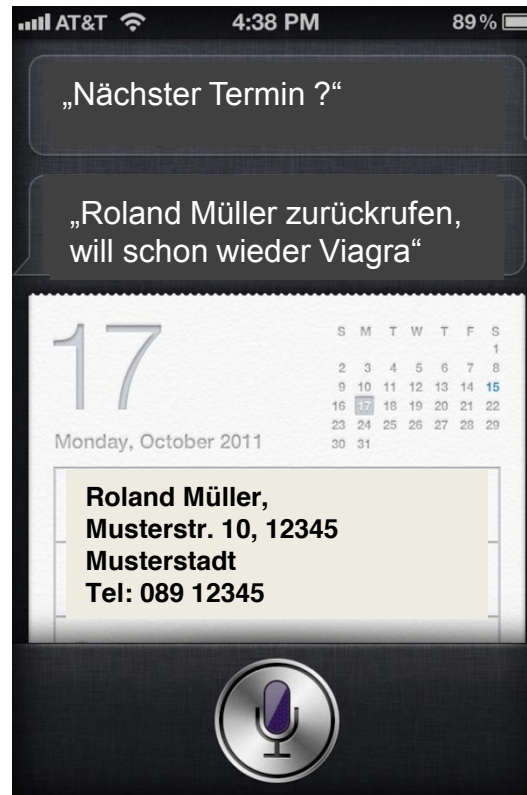 AT&T 4:38 PM 89%
„Nächster Termin ?“
„Roland Müller zurückrufen,
will schon wieder Viagra“
17
Monday, October 2011
S M T W T F S
1
2 3 4 5 6 7 8
9 10 11 12 13 14 15
16 17 18 19 20 21 22
23 24 25 26 27 28 29
30 31
Roland Müller,
Musterstr. 10, 12345
Musterstadt
Tel: 089 12345